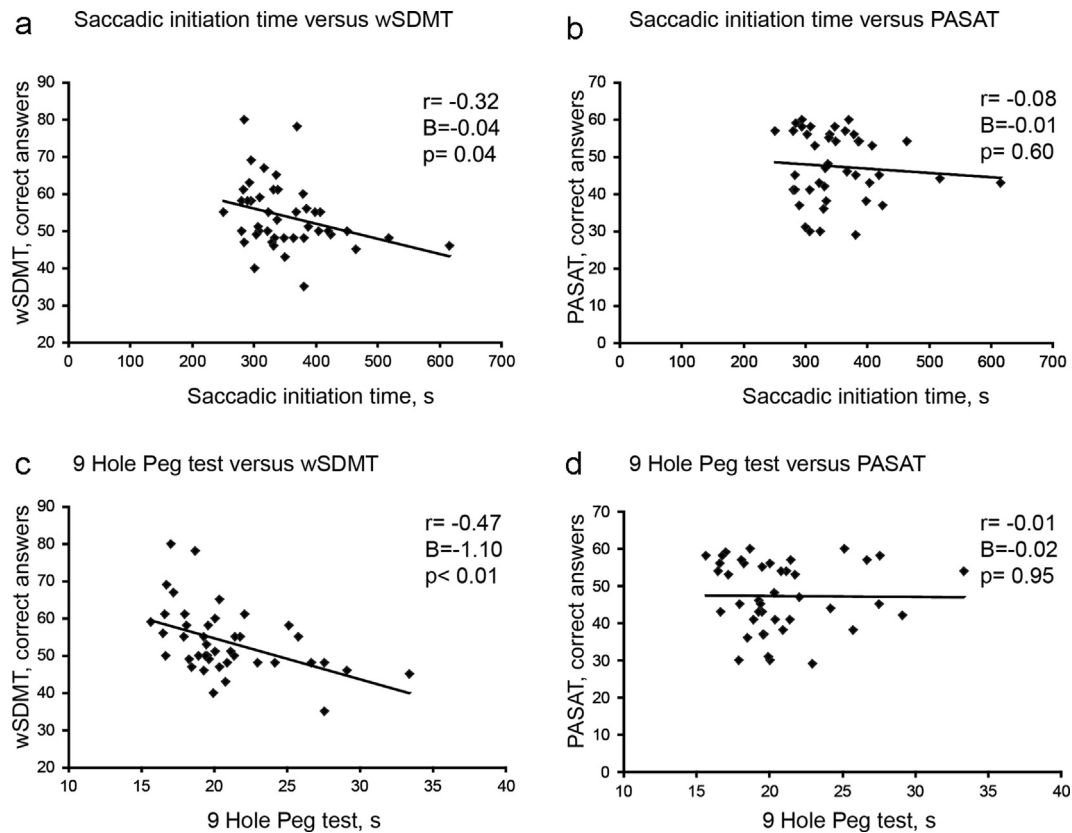 a Saccadic initiation time versus wSDMT
wSDMT, correct answers
90
80
70
60
50
40
30
20
r= -0.32
B=-0.04
p= 0.04
0 100 200 300 400 500 600 700
Saccadic initiation time, s
b Saccadic initiation time versus PASAT
PASAT, correct answers
70
60
50
40
30
20
10
0
r= -0.08
B=-0.01
p= 0.60
0 100 200 300 400 500 600 700
Saccadic initiation time, s
c 9 Hole Peg test versus wSDMT
wSDMT, correct answers
90
80
70
60
50
40
30
20
r= -0.47
B=-1.10
p< 0.01
10 15 20 25 30 35 40
9 Hole Peg test, s
d 9 Hole Peg test versus PASAT
PASAT, correct answers
70
60
50
40
30
20
10
0
r= -0.01
B=-0.02
p= 0.95
10 15 20 25 30 35 40
9 Hole Peg test, s